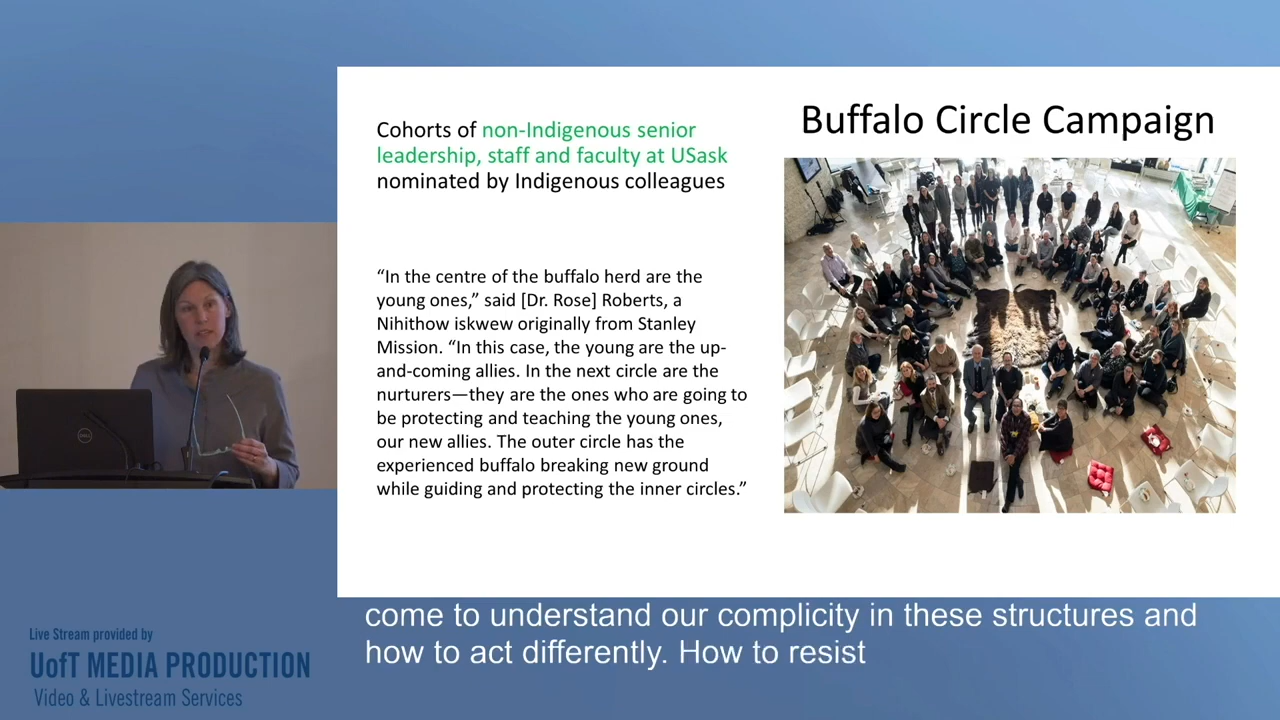 Buffalo Circle Campaign
Cohorts of non-Indigenous senior
leadership, staff and faculty at USask
nominated by Indigenous colleagues
“In the centre of the buffalo herd are the
young ones,” said [Dr. Rose] Roberts, a
Nihithow iskwew originally from Stanley
Mission. “In this case, the young are the up-
and-coming allies. In the next circle are the
nurturers—they are the ones who are going to
be protecting and teaching the young ones,
our new allies. The outer circle has the
experienced buffalo breaking new ground
while guiding and protecting the inner circles.”
DELL
come to understand our complicity in these structures and
how to act differently. How to resist
Live Stream provided by
UofT MEDIA PRODUCTION
Video & Livestream Services